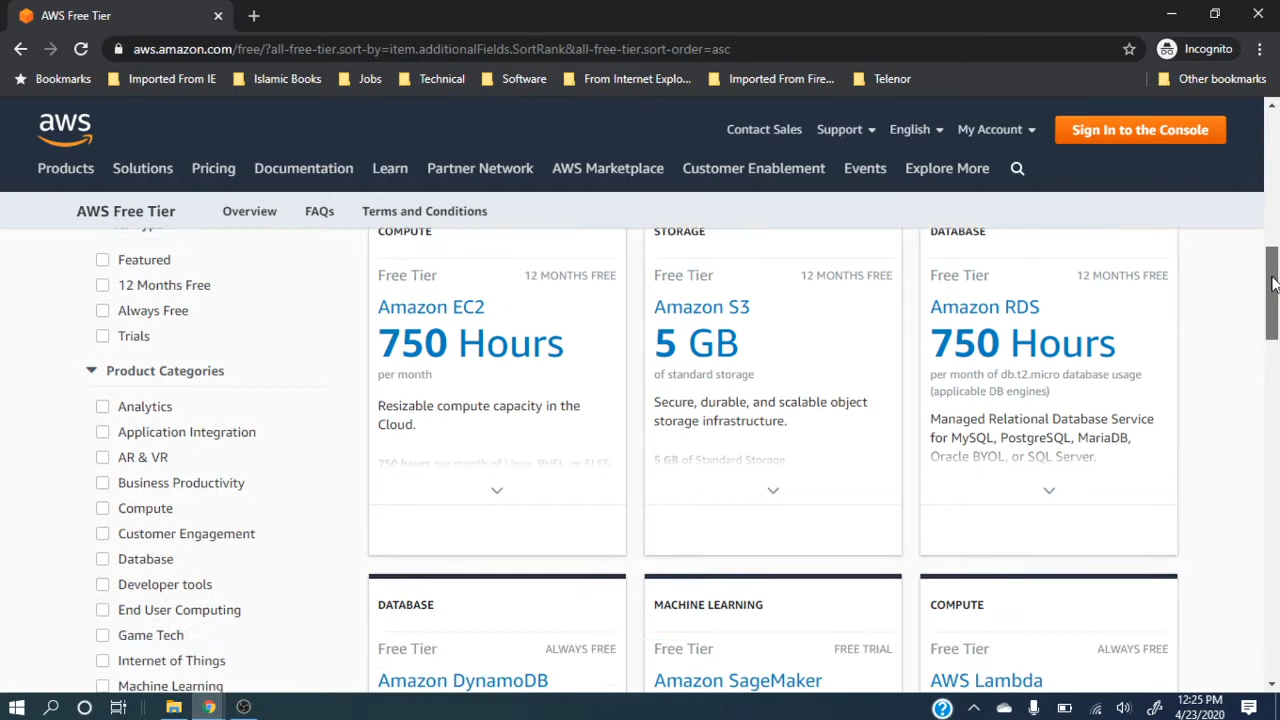 AWS Free Tier
aws.amazon.com/free/?all-free-tier.sort-by=item.additionalFields.SortRank&all-free-tier.sort-order=asc
Incognito
Bookmarks
Imported From IE
Islamic Books
Jobs
Technical
Software
From Internet Explo...
Imported From Fire...
Telenor
Other bookmarks
aws
Contact Sales
Support
English
My Account
Sign In to the Console
Products
Solutions
Pricing
Documentation
Learn
Partner Network
AWS Marketplace
Customer Enablement
Events
Explore More
AWS Free Tier
Overview
FAQs
Terms and Conditions
Featured
12 Months Free
Always Free
Trials
Product Categories
Analytics
Application Integration
AR & VR
Business Productivity
Compute
Customer Engagement
Database
Developer tools
End User Computing
Game Tech
Internet of Things
Machine Learning
COMPUTE
Free Tier
12 MONTHS FREE
Amazon EC2
750 Hours
per month
Resizable compute capacity in the
Cloud.
750 hours per month of Linux, RHEL, or SLES
STORAGE
Free Tier
12 MONTHS FREE
Amazon S3
5 GB
of standard storage
Secure, durable, and scalable object
storage infrastructure.
5 GB of Standard Storage
DATABASE
Free Tier
12 MONTHS FREE
Amazon RDS
750 Hours
per month of db.t2.micro database usage
(applicable DB engines)
Managed Relational Database Service
for MySQL, PostgreSQL, MariaDB,
Oracle BYOL, or SQL Server.
DATABASE
Free Tier
ALWAYS FREE
Amazon DynamoDB
MACHINE LEARNING
Free Tier
FREE TRIAL
Amazon SageMaker
COMPUTE
Free Tier
ALWAYS FREE
AWS Lambda
12:25 PM
4/23/2020